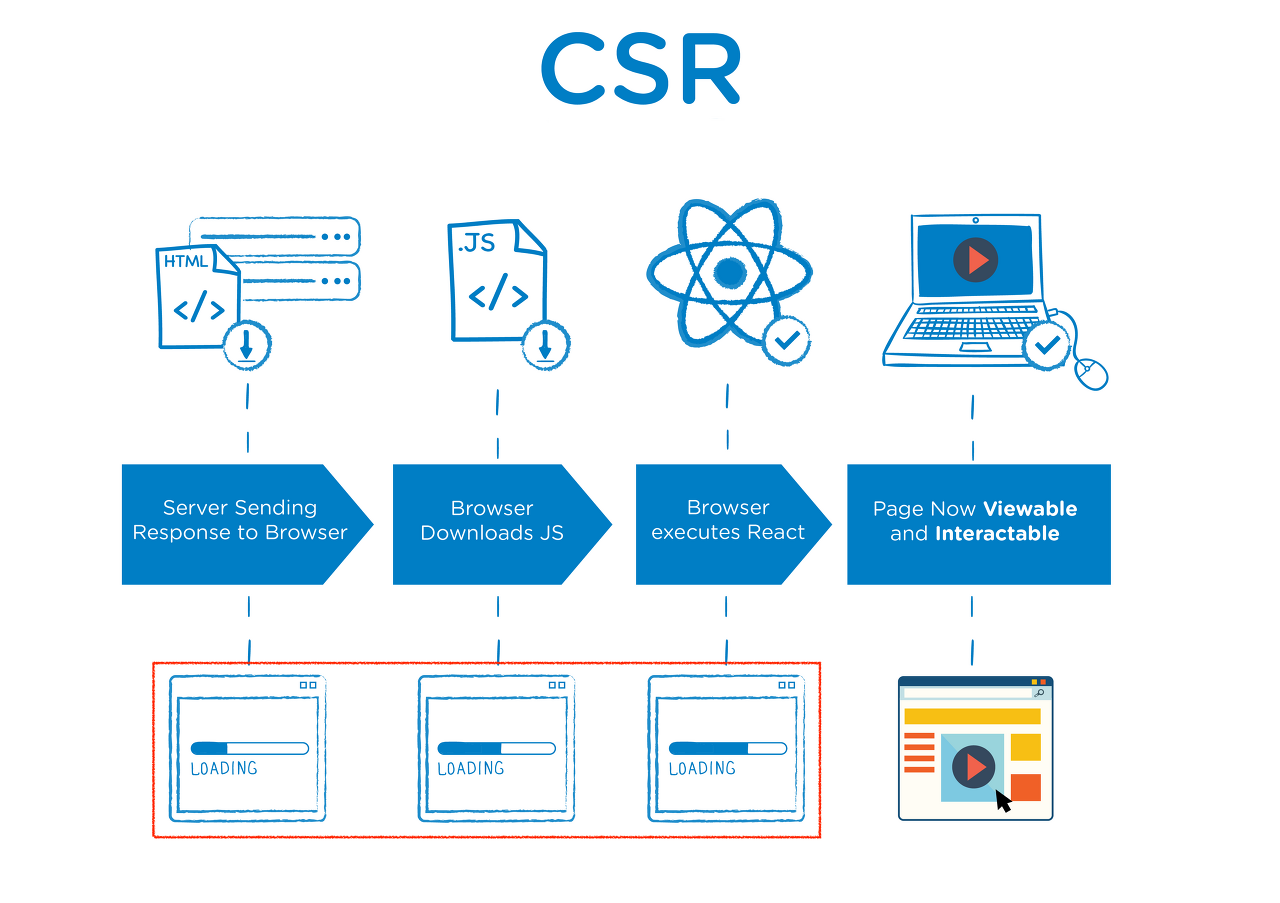 CSR
HTML
</>
.JS
</>
Server Sending
Response to Browser
Browser
Downloads JS
Browser
executes React
Page Now Viewable
and Interactable
LOADING
LOADING
LOADING